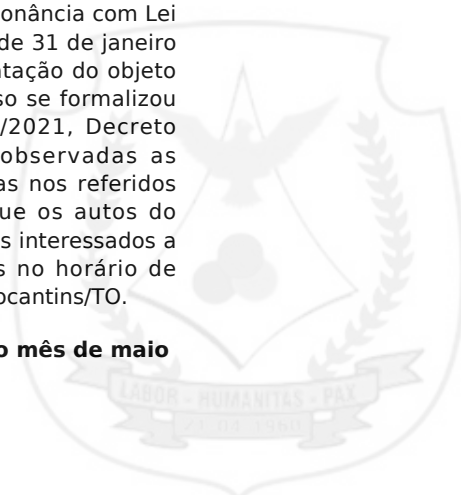 onância com Lei
de 31 de janeiro
tação do objeto
so se formalizou
/2021, Decreto
observadas as
as nos referidos
ue os autos do
s interessados a
s no horário de
ocantins/TO.
o mês de maio
LABOR - HUMANITAS - PAX